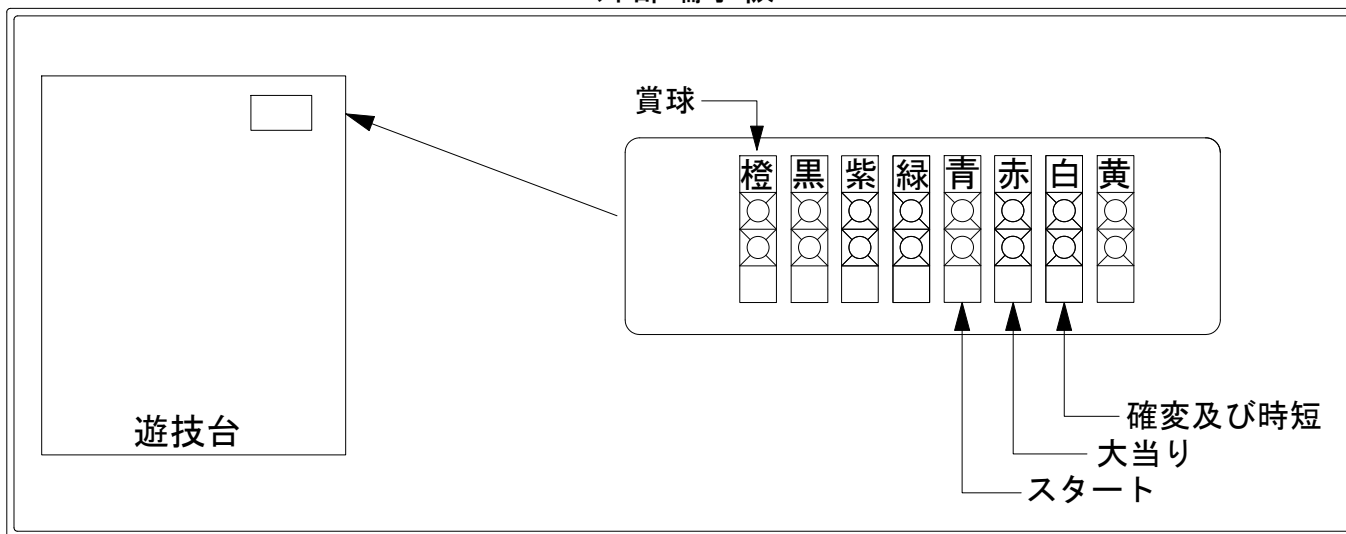 賞球
橙 黒 紫 緑 青 赤 白 黄
遊技台
確変及び時短
大当り
スタート